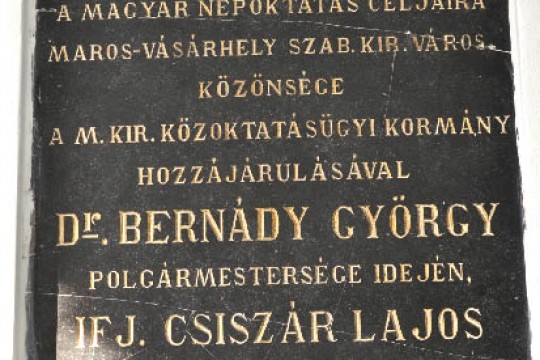 A MAGYAR NÉPOKTATÁS CÉLJAIRA
MAROS-VÁSÁRHELY SZAB. KIR. VÁROS.
KÖZÖNSÉGE
A M. KIR. KÖZOKTATÁSÜGYI KORMÁNY
HOZZÁJÁRULÁSÁVAL
Dr. BERNÁDY GYÖRGY
POLGÁRMESTERSÉGE IDEJÉN,
IFJ. CSISZÁR LAJOS